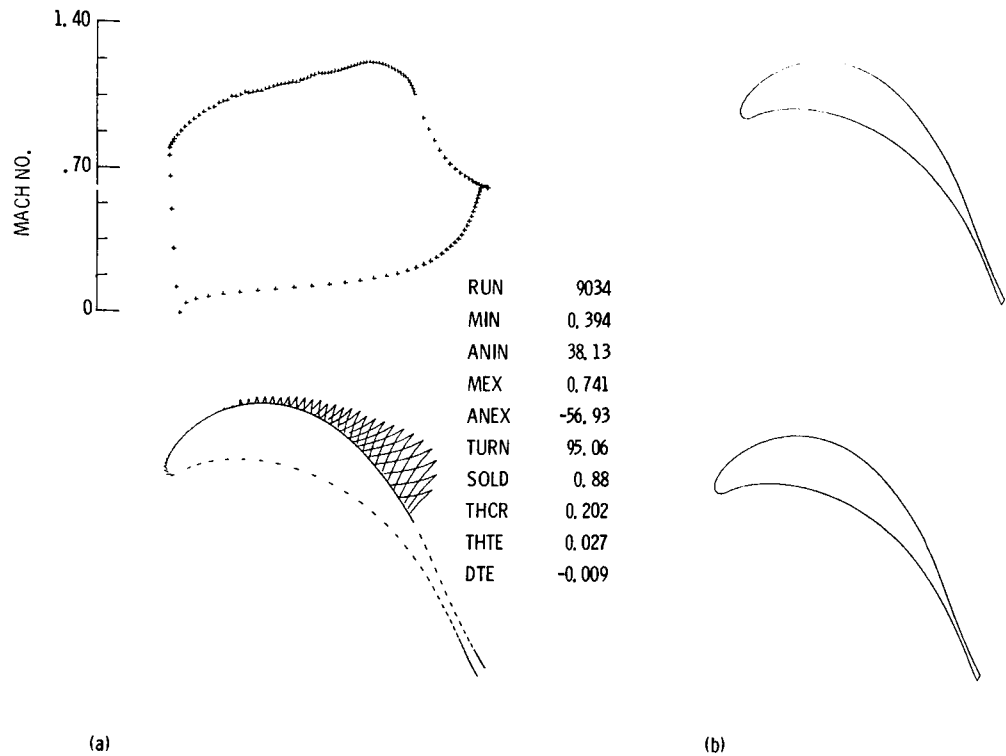 1.40
MACH NO.
.70
0
RUN 9034
MIN 0.394
ANIN 38.13
MEX 0.741
ANEX -56.93
TURN 95.06
SOLD 0.88
THCR 0.202
THTE 0.027
DTE -0.009
(a)
(b)